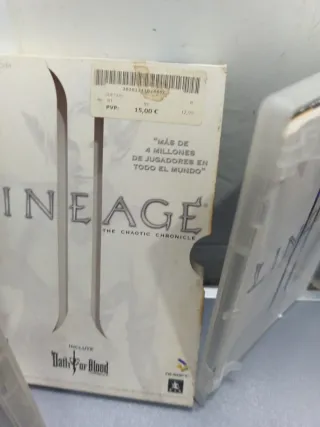 PVP:
15,00 €
"MÁS DE
4 MILLONES
DE JUGADORES EN
TODO EL MUNDO"
INEAGE
THE CHAOTIC CHRONICLE
INCLUYE
Oath of Blood
LIN